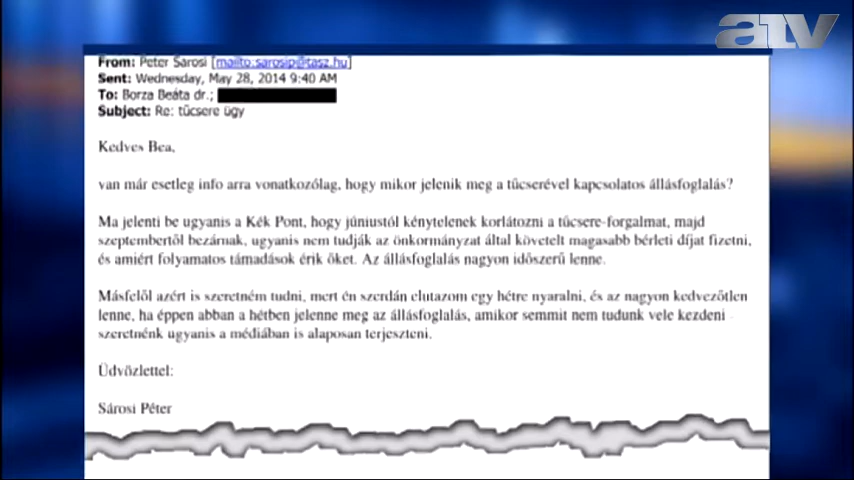 atv
From: Peter Sarosi [mailto:sarosip@tasz.hu]
Sent: Wednesday, May 28, 2014 9:40 AM
To: Borza Beáta dr.;
Subject: Re: tűcsere ügy
Kedves Bea,
van már esetleg info arra vonatkozólag, hogy mikor jelenik meg a tűcserével kapcsolatos állásfoglalás?
Ma jelenti be ugyanis a Kék Pont, hogy júniustól kénytelenek korlátozni a tűcsere-forgalmat, majd
szeptembertől bezárnak, ugyanis nem tudják az önkormányzat által követelt magasabb bérleti díjat fizetni,
és amiért folyamatos támadások érik őket. Az állásfoglalás nagyon időszerű lenne.
Másfelől azért is szeretném tudni, mert én szerdán elutazom egy hétre nyaralni, és az nagyon kedvezőtlen
lenne, ha éppen abban a hétben jelenne meg az állásfoglalás, amikor semmit nem tudunk vele kezdeni -
szeretnénk ugyanis a médiában is alaposan terjeszteni.
Üdvözlettel:
Sárosi Péter